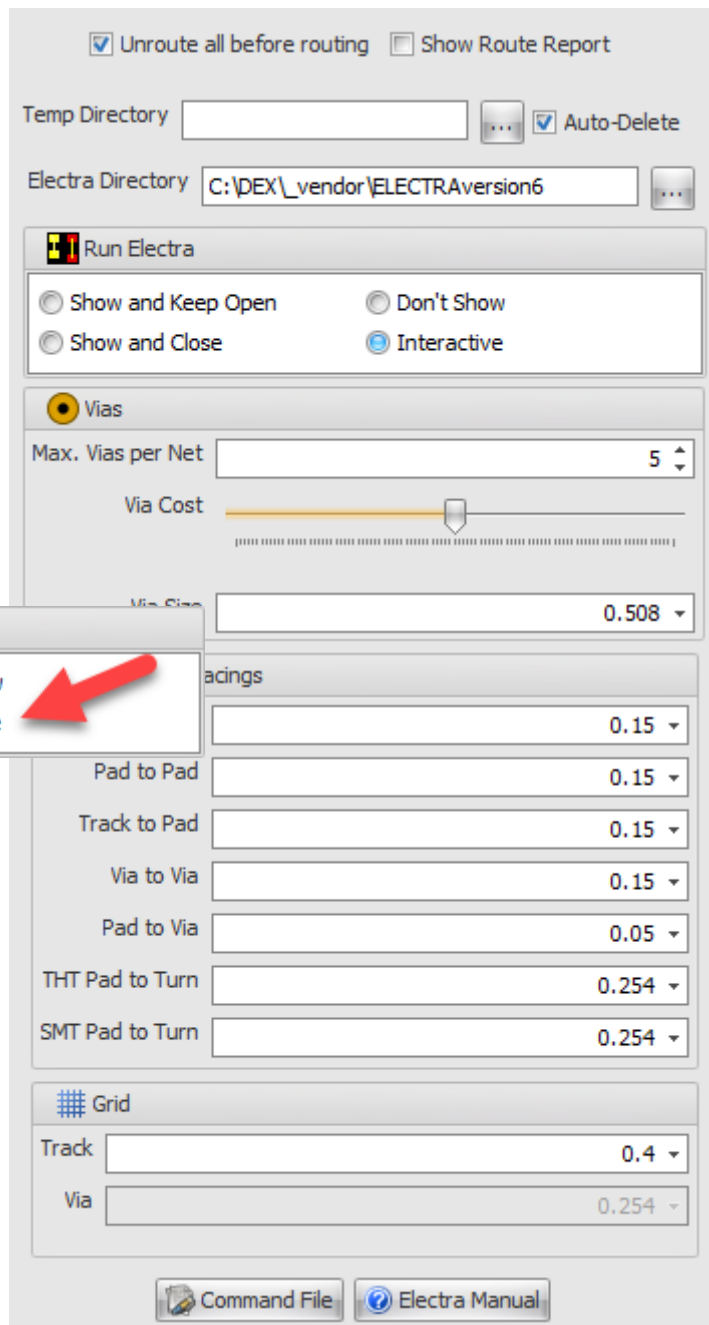 Unroute all before routing Show Route Report
Temp Directory ... Auto-Delete
Electra Directory C:\DEX\_vendor\ELECTRAversion6 ...
Run Electra
Show and Keep Open Don't Show
Show and Close Interactive
Vias
Max. Vias per Net 5
Via Cost
Via Size 0.508
acings
0.15
Pad to Pad 0.15
Track to Pad 0.15
Via to Via 0.15
Pad to Via 0.05
THT Pad to Turn 0.254
SMT Pad to Turn 0.254
Grid
Track 0.4
Via 0.254
Command File Electra Manual